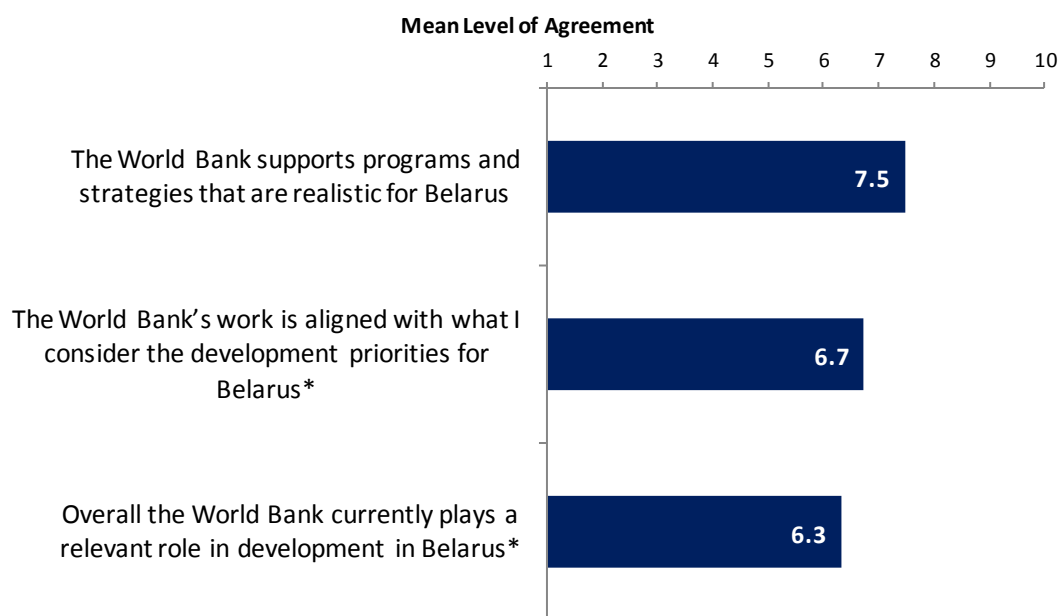 Mean Level of Agreement
1 2 3 4 5 6 7 8 9 10
The World Bank supports programs and
strategies that are realistic for Belarus
7.5
The World Bank’s work is aligned with what I
consider the development priorities for
Belarus*
6.7
Overall the World Bank currently plays a
relevant role in development in Belarus*
6.3